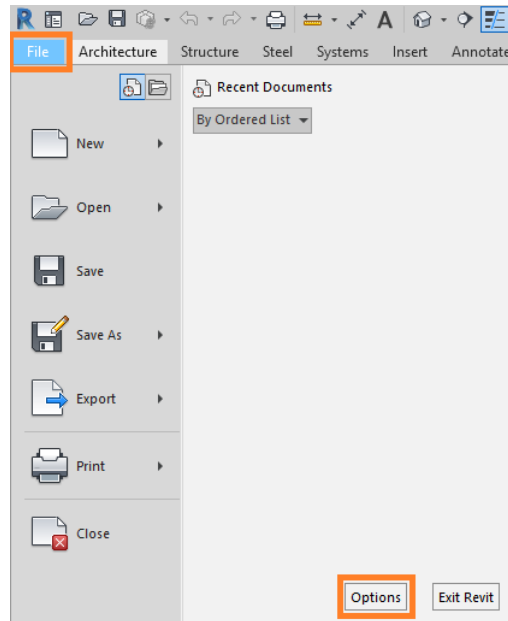 R A
File Architecture Structure Steel Systems Insert Annotate
Recent Documents
By Ordered List
New
Open
Save
Save As
Export
Print
Close
Options Exit Revit